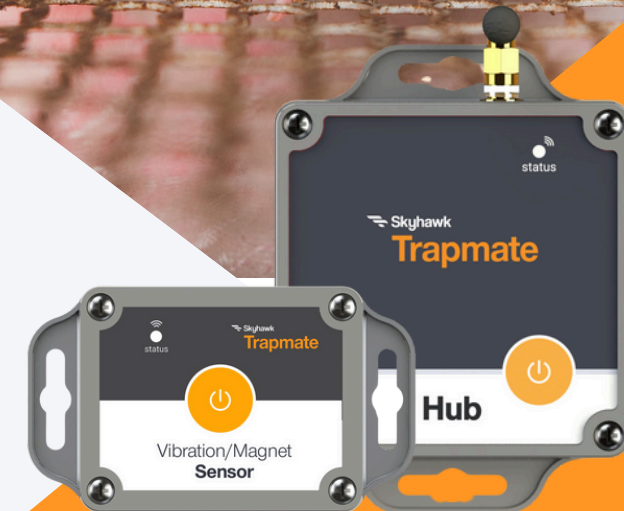 status
Skyhawk
Trapmate
Hub
status
Skyhawk
Trapmate
Vibration/Magnet
Sensor